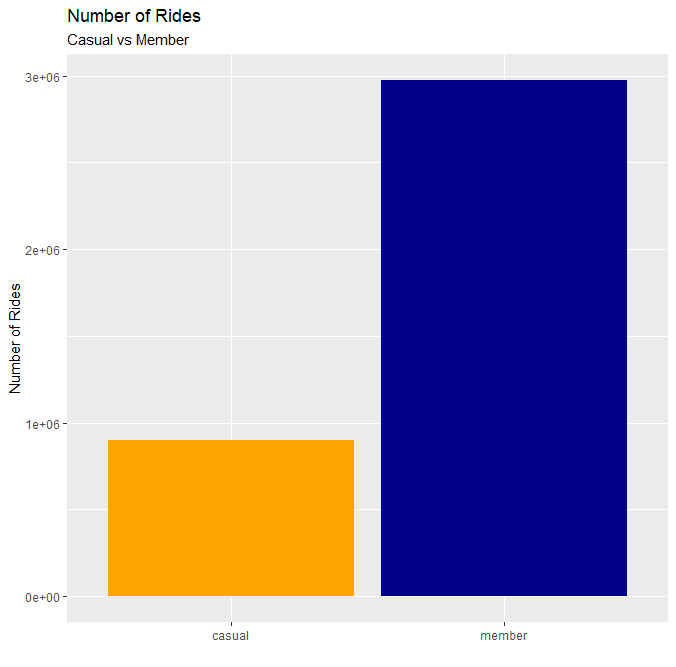 Number of Rides
Casual vs Member
Number of Rides
3e+06
2e+06
1e+06
0e+00
casual
member